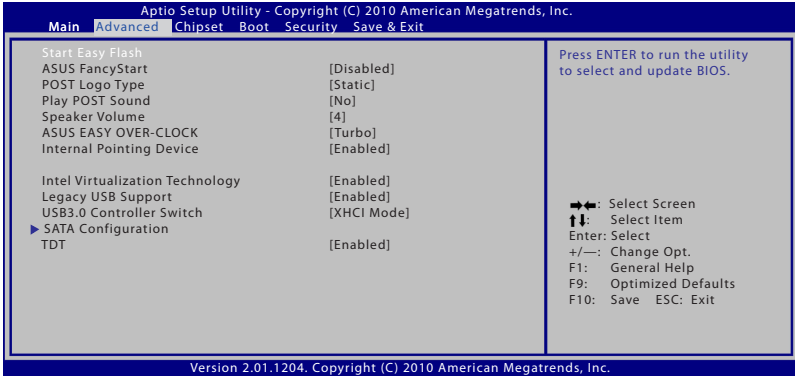 Aptio Setup Utility - Copyright (C) 2010 American Megatrends, Inc.
Main Advanced Chipset Boot Security Save & Exit
Start Easy Flash
ASUS FancyStart [Disabled]
POST Logo Type [Static]
Play POST Sound [No]
Speaker Volume [4]
ASUS EASY OVER-CLOCK [Turbo]
Internal Pointing Device [Enabled]
Intel Virtualization Technology [Enabled]
Legacy USB Support [Enabled]
USB3.0 Controller Switch [XHCI Mode]
SATA Configuration
TDT [Enabled]
Press ENTER to run the utility
to select and update BIOS.
→←: Select Screen
↑↓: Select Item
Enter: Select
+/—: Change Opt.
F1: General Help
F9: Optimized Defaults
F10: Save ESC: Exit
Version 2.01.1204. Copyright (C) 2010 American Megatrends, Inc.